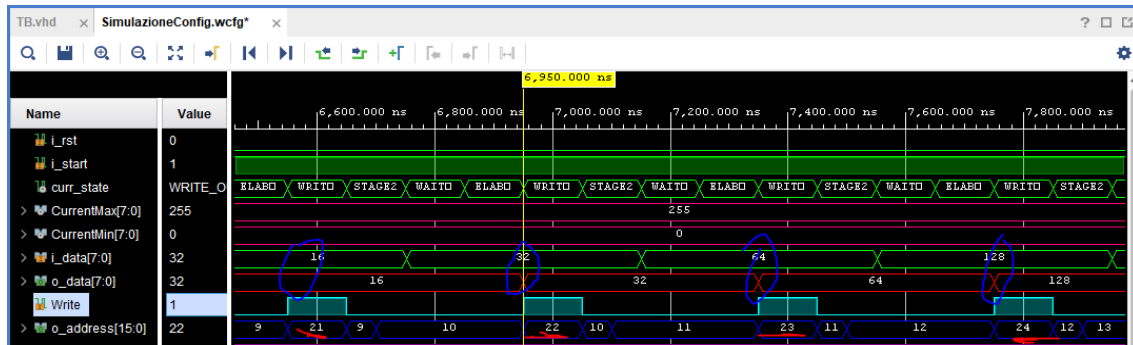 TB.vhd × SimulazioneConfig.wcfg* × ?
6,950.000 ns
Name Value 6,600.000 ns 6,800.000 ns 7,000.000 ns 7,200.000 ns 7,400.000 ns 7,600.000 ns 7,800.000 ns
i_rst 0
i_start 1
curr_state WRITE_O ELABO WRITO STAGE2 WAITO ELABO WRITO STAGE2 WAITO ELABO WRITO STAGE2 WAITO ELABO WRITO STAGE2
CurrentMax[7:0] 255 255
CurrentMin[7:0] 0 0
i_data[7:0] 32 16 32 64 128
o_data[7:0] 32 16 32 64 128
Write 1
o_address[15:0] 22 9 21 9 10 22 10 11 23 11 12 24 12 13